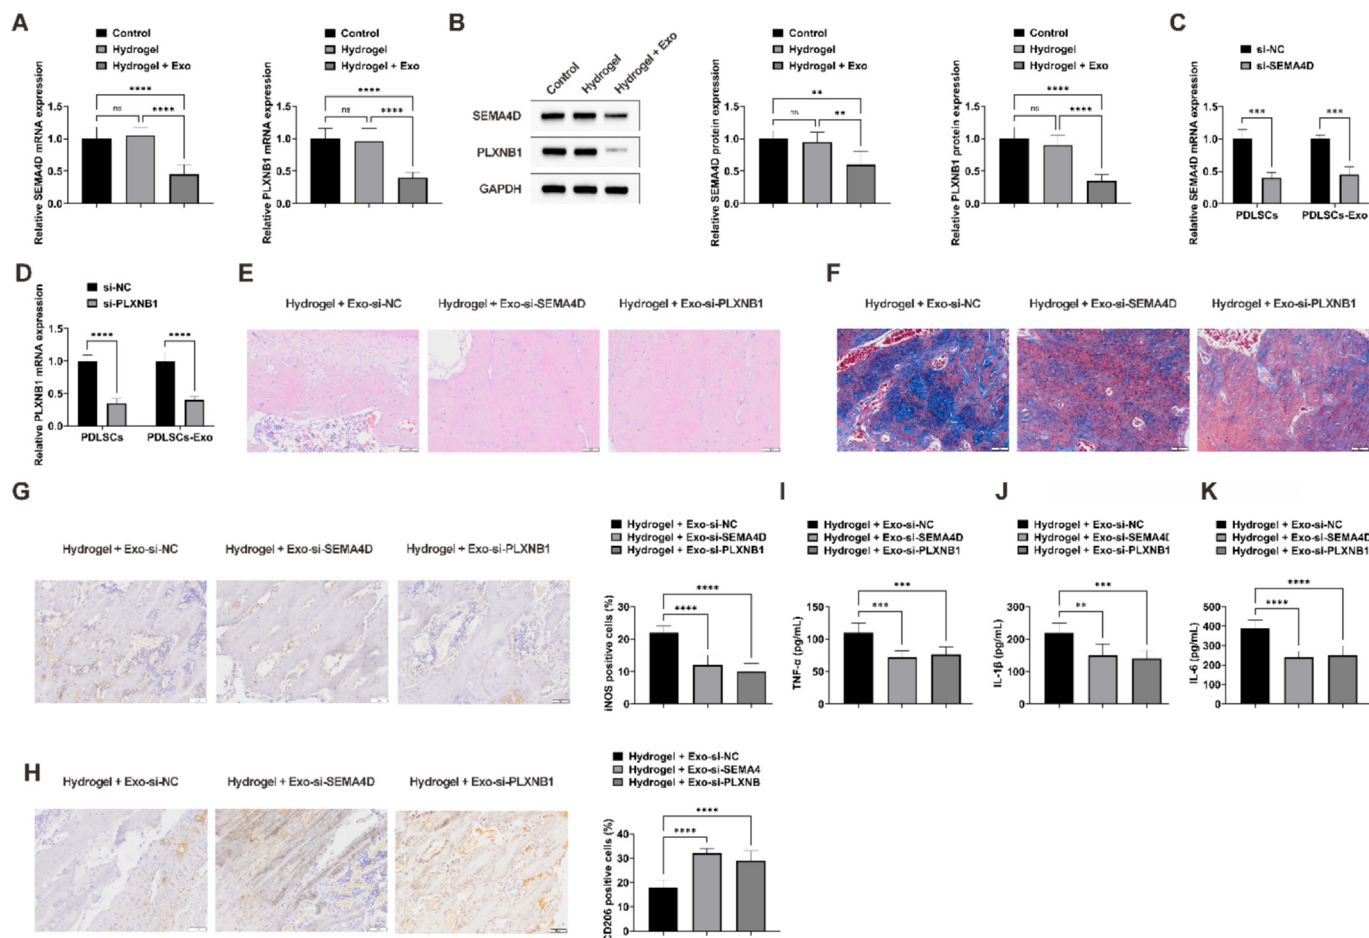 A
Control
Hydrogel
Hydrogel + Exo
Relative SEMA4D mRNA expression
1.5
1.0
0.5
0.0
****
ns
****
Control
Hydrogel
Hydrogel + Exo
Relative PLXNB1 mRNA expression
1.5
1.0
0.5
0.0
****
ns
****
B
Control
Hydrogel
Hydrogel + Exo
SEMA4D
PLXNB1
GAPDH
Control
Hydrogel
Hydrogel + Exo
Relative SEMA4D protein expression
1.5
1.0
0.5
0.0
**
ns
**
Control
Hydrogel
Hydrogel + Exo
Relative PLXNB1 protein expression
1.5
1.0
0.5
0.0
****
ns
****
C
si-NC
si-SEMA4D
Relative SEMA4D mRNA expression
1.5
1.0
0.5
0.0
***
***
PDLSCs
PDLSCs-Exo
D
si-NC
si-PLXNB1
Relative PLXNB1 mRNA expression
1.5
1.0
0.5
0.0
****
****
PDLSCs
PDLSCs-Exo
E
Hydrogel + Exo-si-NC
Hydrogel + Exo-si-SEMA4D
Hydrogel + Exo-si-PLXNB1
F
Hydrogel + Exo-si-NC
Hydrogel + Exo-si-SEMA4D
Hydrogel + Exo-si-PLXNB1
G
Hydrogel + Exo-si-NC
Hydrogel + Exo-si-SEMA4D
Hydrogel + Exo-si-PLXNB1
Hydrogel + Exo-si-NC
Hydrogel + Exo-si-SEMA4D
Hydrogel + Exo-si-PLXNB1
iNOS positive cells (%)
30
20
10
0
****
****
I
Hydrogel + Exo-si-NC
Hydrogel + Exo-si-SEMA4D
Hydrogel + Exo-si-PLXNB1
TNF-α (pg/mL)
150
100
50
0
***
***
J
Hydrogel + Exo-si-NC
Hydrogel + Exo-si-SEMA4D
Hydrogel + Exo-si-PLXNB1
IL-1β (pg/mL)
300
200
100
0
***
**
K
Hydrogel + Exo-si-NC
Hydrogel + Exo-si-SEMA4D
Hydrogel + Exo-si-PLXNB1
IL-6 (pg/mL)
500
400
300
200
100
0
****
****
H
Hydrogel + Exo-si-NC
Hydrogel + Exo-si-SEMA4D
Hydrogel + Exo-si-PLXNB1
Hydrogel + Exo-si-NC
Hydrogel + Exo-si-SEMA4
Hydrogel + Exo-si-PLXNB
CD206 positive cells (%)
40
30
20
10
0
****
****